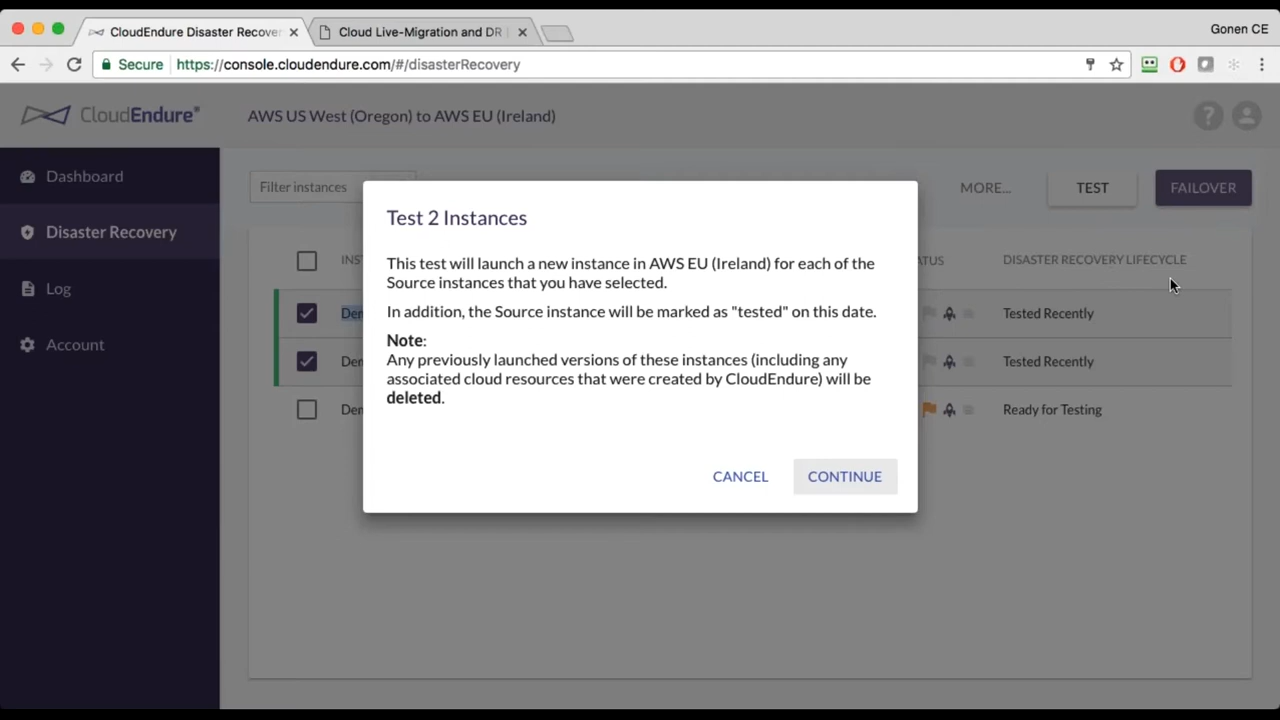 CloudEndure Disaster Recover
Cloud Live-Migration and DR
Gonen CE
Secure
https://console.cloudendure.com/#/disasterRecovery
CloudEndure®
AWS US West (Oregon) to AWS EU (Ireland)
?
Dashboard
Disaster Recovery
Log
Account
Filter instances
MORE...
TEST
FAILOVER
DISASTER RECOVERY LIFECYCLE
Tested Recently
Tested Recently
Ready for Testing
Test 2 Instances
This test will launch a new instance in AWS EU (Ireland) for each of the
Source instances that you have selected.
In addition, the Source instance will be marked as "tested" on this date.
Note:
Any previously launched versions of these instances (including any
associated cloud resources that were created by CloudEndure) will be
deleted.
CANCEL
CONTINUE